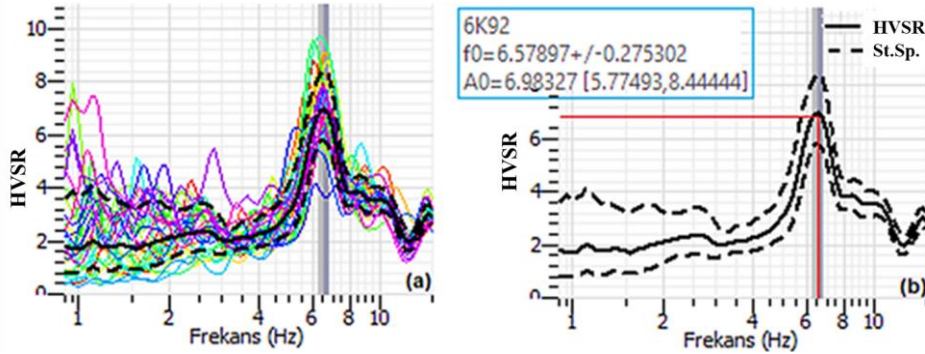 HVSR
10
8
6
4
2
0
1 2 4 6 8 10
Frekans (Hz)
(a)
6K92
f0=6.57897+/-0.275302
A0=6.98327 [5.77493,8.44444]
HVSR
St.Sp.
HVSR
6
4
2
0
1 2 4 6 8 10
Frekans (Hz)
(b)